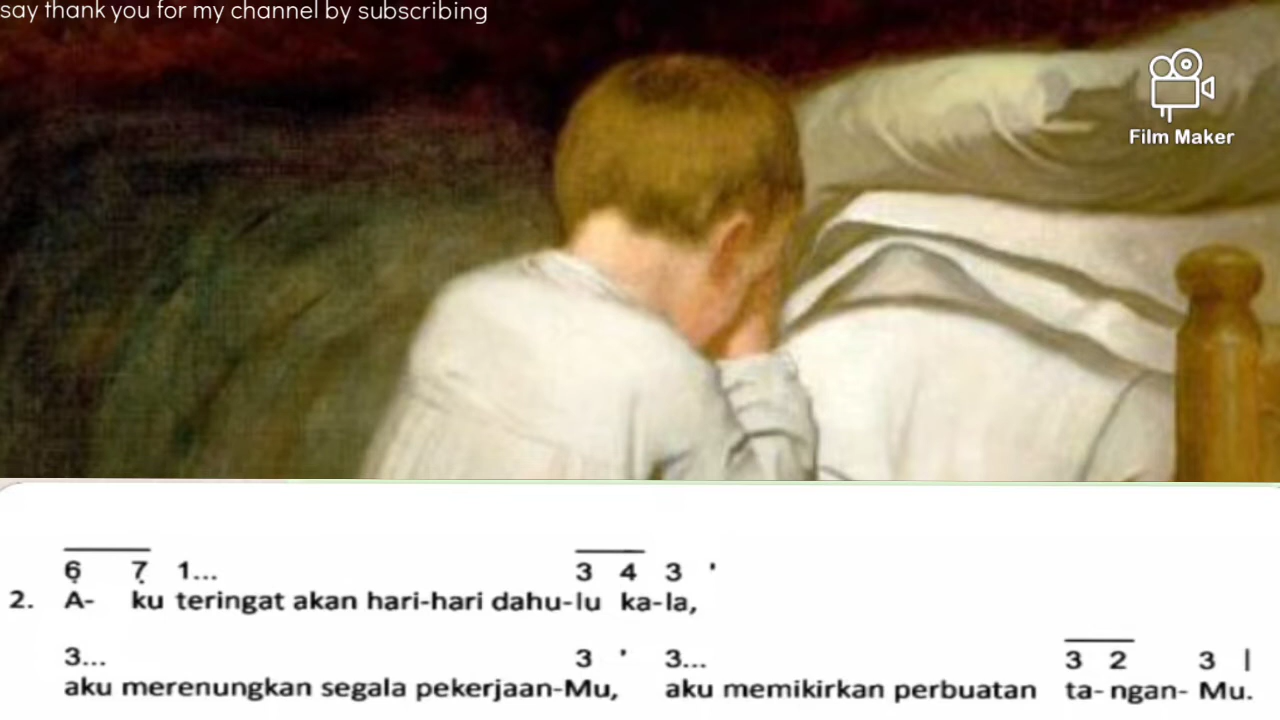 say thank you for my channel by subscribing
Film Maker
6̣ 7̣ 1... 3 4 3 '
2. A- ku teringat akan hari-hari dahu-lu ka-la,
3... 3 ' 3... 3 2 3 |
aku merenungkan segala pekerjaan-Mu, aku memikirkan perbuatan ta-ngan- Mu.